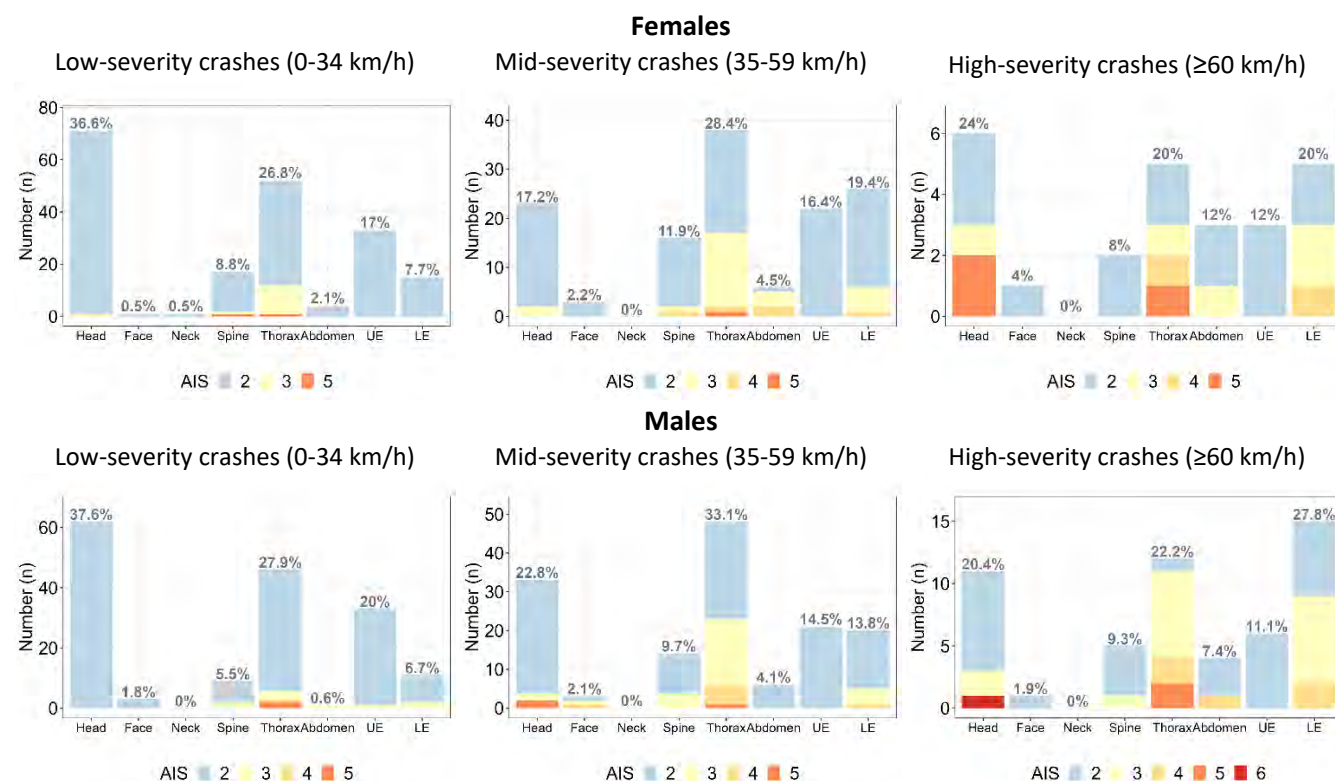 Females
Low-severity crashes (0-34 km/h)
Mid-severity crashes (35-59 km/h)
High-severity crashes (≥60 km/h)
Number (n)
80
60
40
20
0
36.6%
0.5%
0.5%
8.8%
26.8%
2.1%
17%
7.7%
Head Face Neck Spine Thorax Abdomen UE LE
AIS 2 3 5
Number (n)
40
30
20
10
0
17.2%
2.2%
0%
11.9%
28.4%
4.5%
16.4%
19.4%
Head Face Neck Spine Thorax Abdomen UE LE
AIS 2 3 4 5
Number (n)
6
4
2
0
24%
4%
0%
8%
20%
12%
12%
20%
Head Face Neck Spine Thorax Abdomen UE LE
AIS 2 3 4 5
Males
Low-severity crashes (0-34 km/h)
Mid-severity crashes (35-59 km/h)
High-severity crashes (≥60 km/h)
Number (n)
60
40
20
0
37.6%
1.8%
0%
5.5%
27.9%
0.6%
20%
6.7%
Head Face Neck Spine Thorax Abdomen UE LE
AIS 2 3 4 5
Number (n)
50
40
30
20
10
0
22.8%
2.1%
0%
9.7%
33.1%
4.1%
14.5%
13.8%
Head Face Neck Spine Thorax Abdomen UE LE
AIS 2 3 4 5
Number (n)
15
10
5
0
20.4%
1.9%
0%
9.3%
22.2%
7.4%
11.1%
27.8%
Head Face Neck Spine Thorax Abdomen UE LE
AIS 2 3 4 5 6